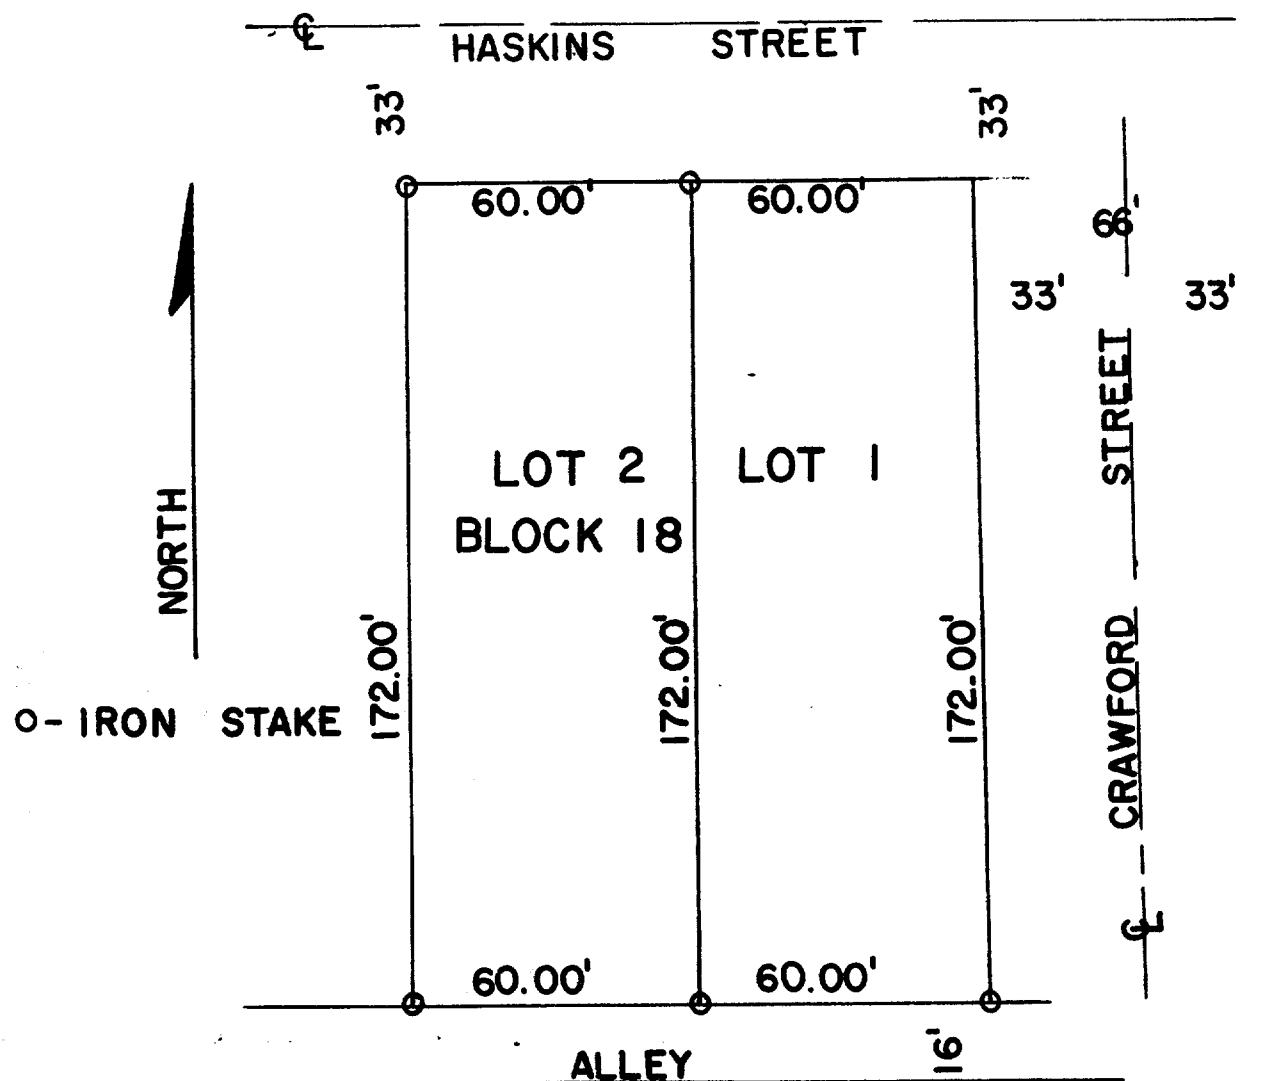 ℄ HASKINS STREET
33' 33'
60.00' 60.00'
66'
33' 33'
LOT 2 LOT 1
BLOCK 18
NORTH
172.00' 172.00' 172.00'
CRAWFORD STREET
O - IRON STAKE
℄
60.00' 60.00'
ALLEY 16'